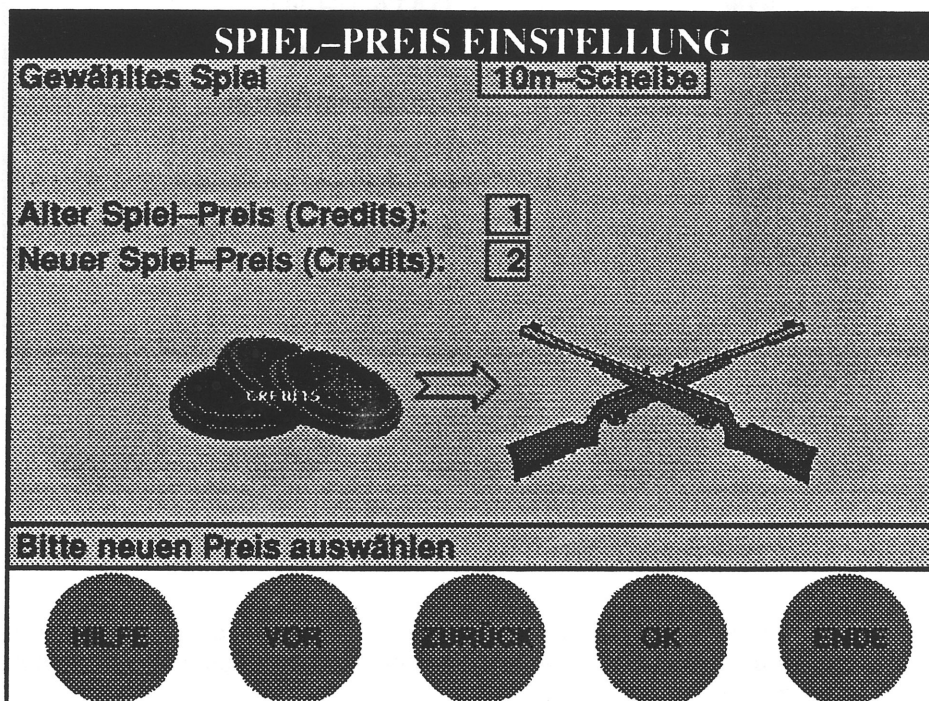 SPIEL–PREIS EINSTELLUNG
Gewähltes Spiel 10m–Scheibe
Alter Spiel–Preis (Credits): 1
Neuer Spiel–Preis (Credits): 2
CREDITS
Bitte neuen Preis auswählen
HILFE VOR ZURÜCK OK ENDE